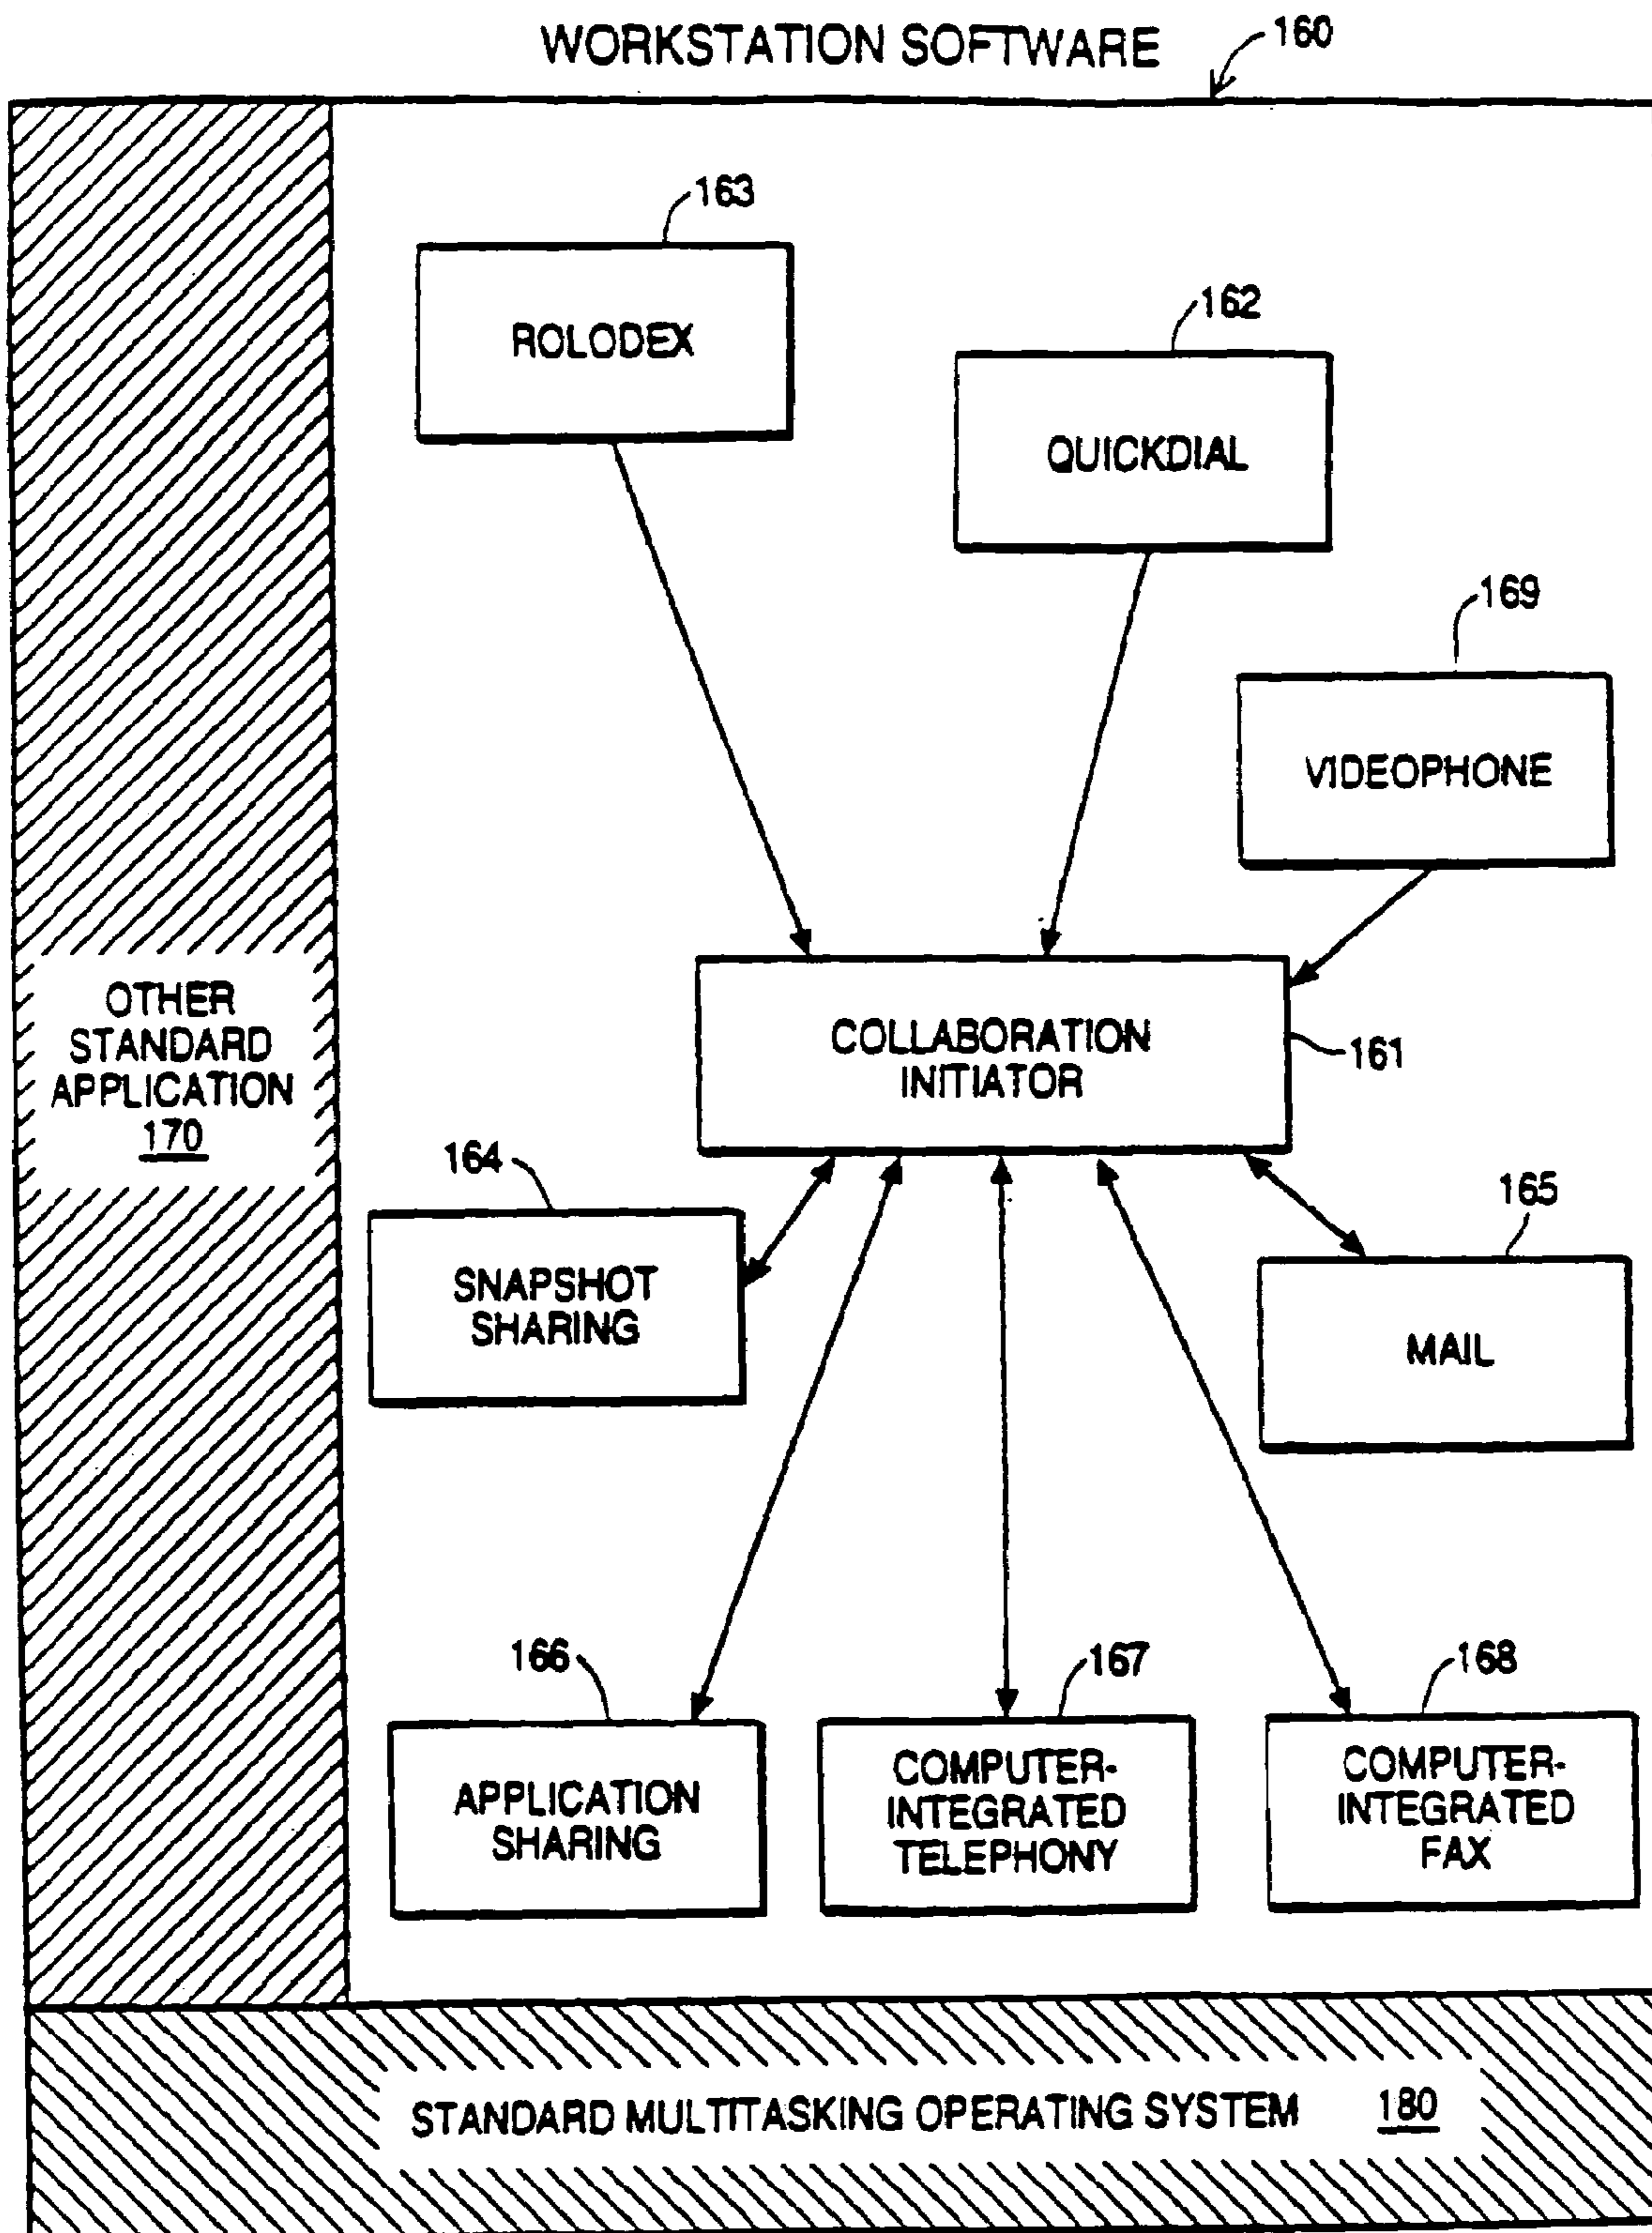 WORKSTATION SOFTWARE
160
163
ROLODEX
162
QUICKDIAL
169
VIDEOPHONE
COLLABORATION
INITIATOR
161
OTHER
STANDARD
APPLICATION
170
164
SNAPSHOT
SHARING
165
MAIL
166
APPLICATION
SHARING
167
COMPUTER-
INTEGRATED
TELEPHONY
168
COMPUTER-
INTEGRATED
FAX
STANDARD MULTITASKING OPERATING SYSTEM 180